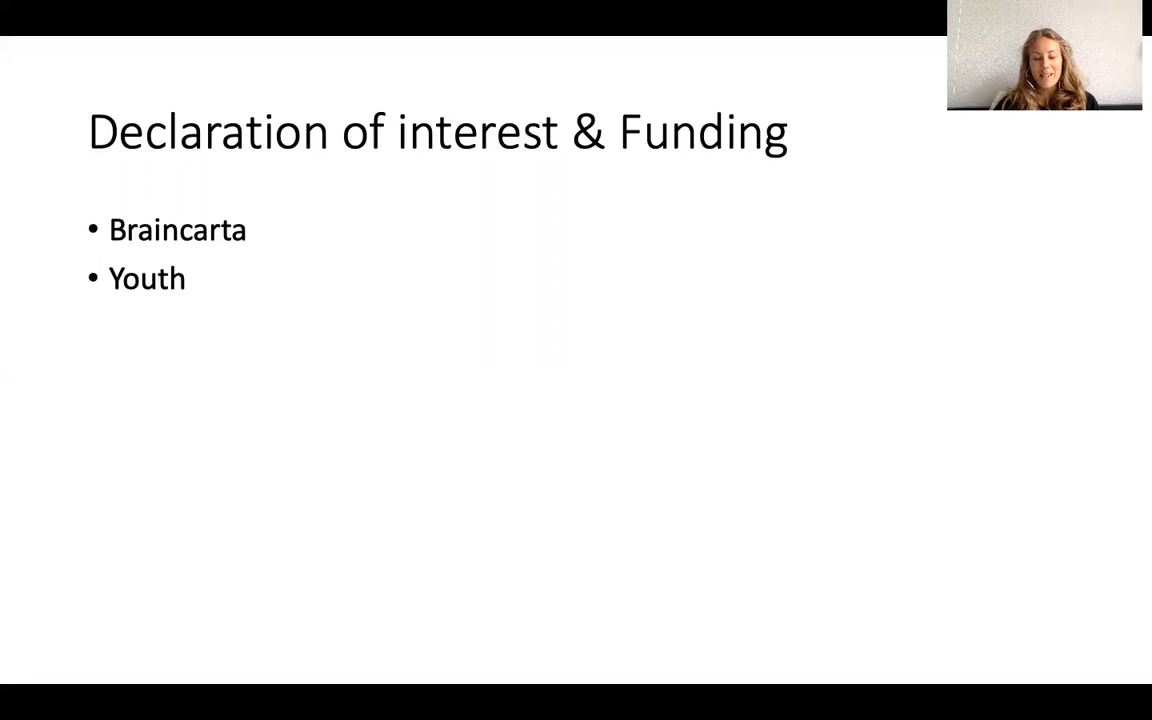 Declaration of interest & Funding
• Braincarta
• Youth